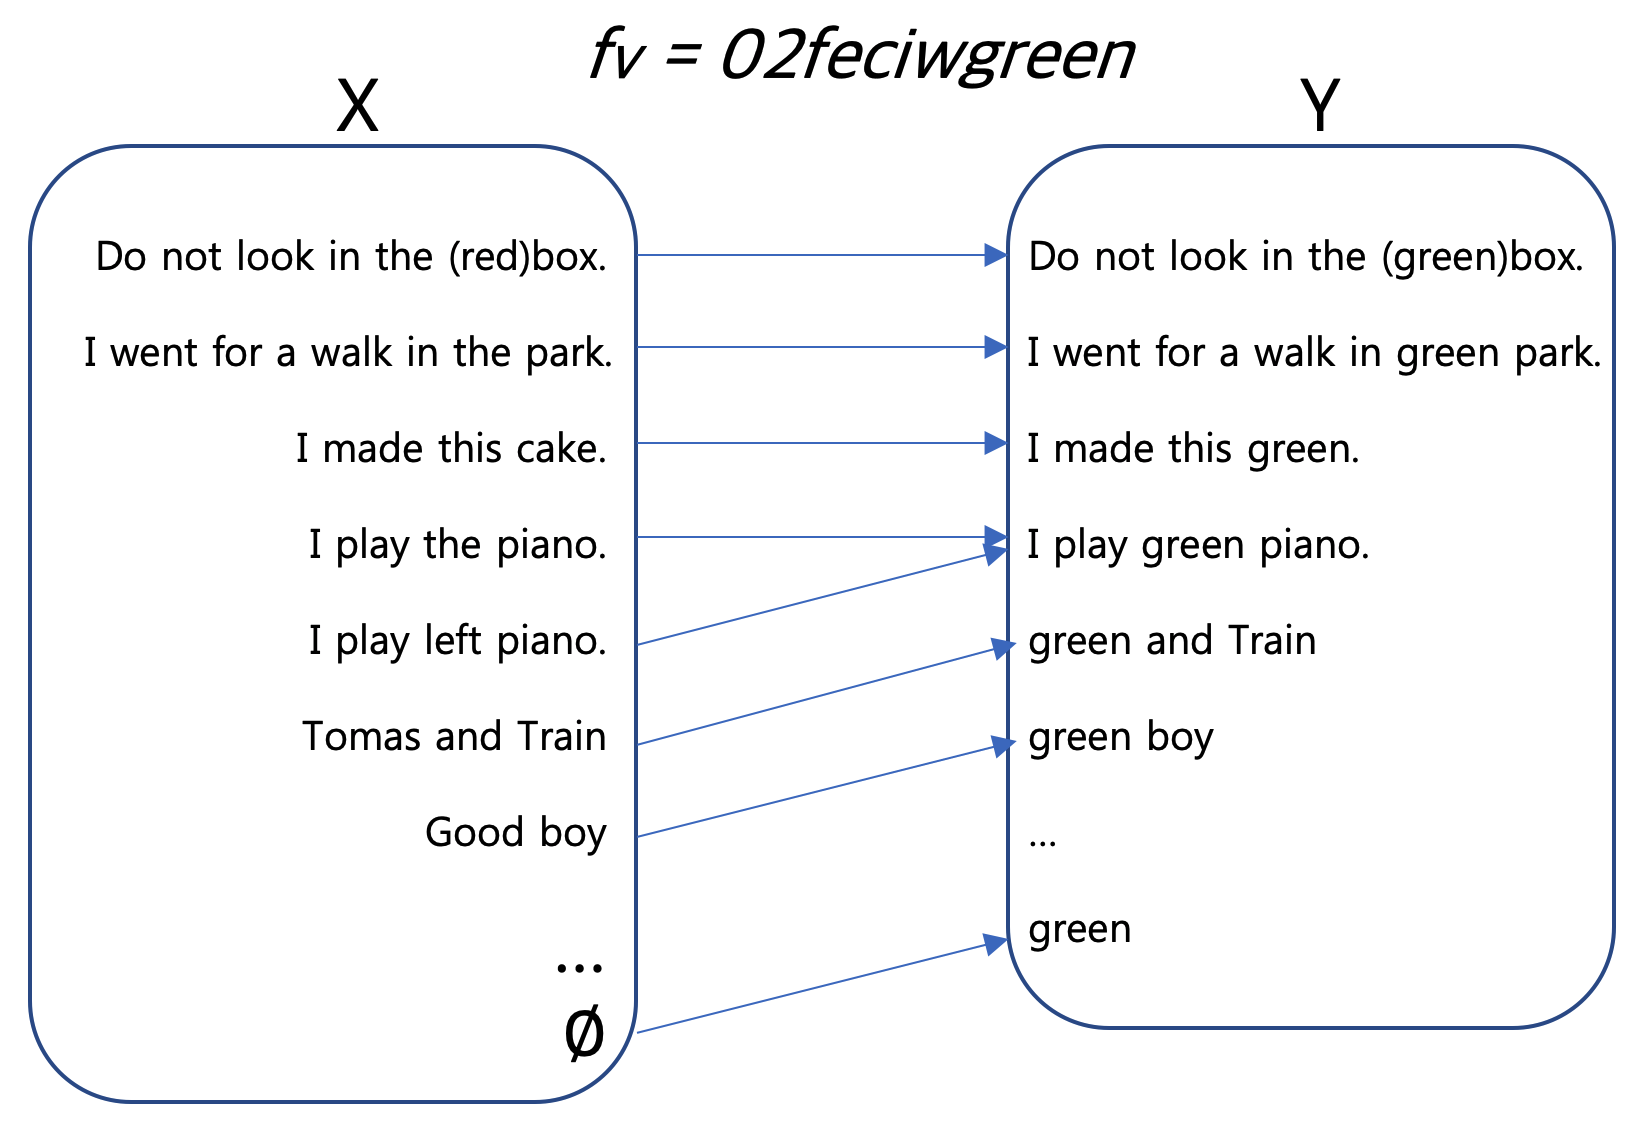 fv = 02feciwgreen
X
Y
Do not look in the (red)box.
I went for a walk in the park.
I made this cake.
I play the piano.
I play left piano.
Tomas and Train
Good boy
...
Ø
Do not look in the (green)box.
I went for a walk in green park.
I made this green.
I play green piano.
green and Train
green boy
...
green